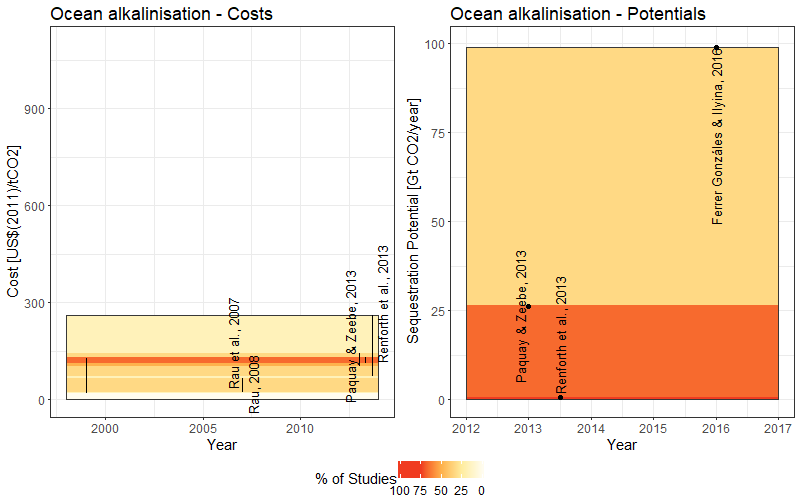 Ocean alkalinisation - Costs
Cost [US$(2011)/tCO2]
900
600
300
0
Rau et al., 2007
Rau, 2008
Paquay & Zeebe, 2013
Renforth et al., 2013
2000
2005
2010
Year
Ocean alkalinisation - Potentials
Sequestration Potential [Gt CO2/year]
100
75
50
25
0
Paquay & Zeebe, 2013
Renforth et al., 2013
Ferrer Gonzáles & Ilyina, 2016
2012
2013
2014
2015
2016
2017
Year
% of Studies
100 75 50 25 0